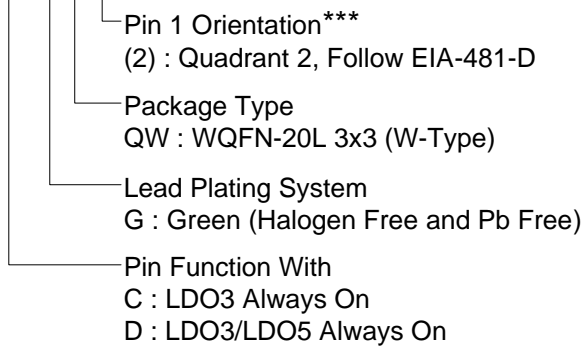 Pin 1 Orientation***
(2) : Quadrant 2, Follow EIA-481-D
Package Type
QW : WQFN-20L 3x3 (W-Type)
Lead Plating System
G : Green (Halogen Free and Pb Free)
Pin Function With
C : LDO3 Always On
D : LDO3/LDO5 Always On